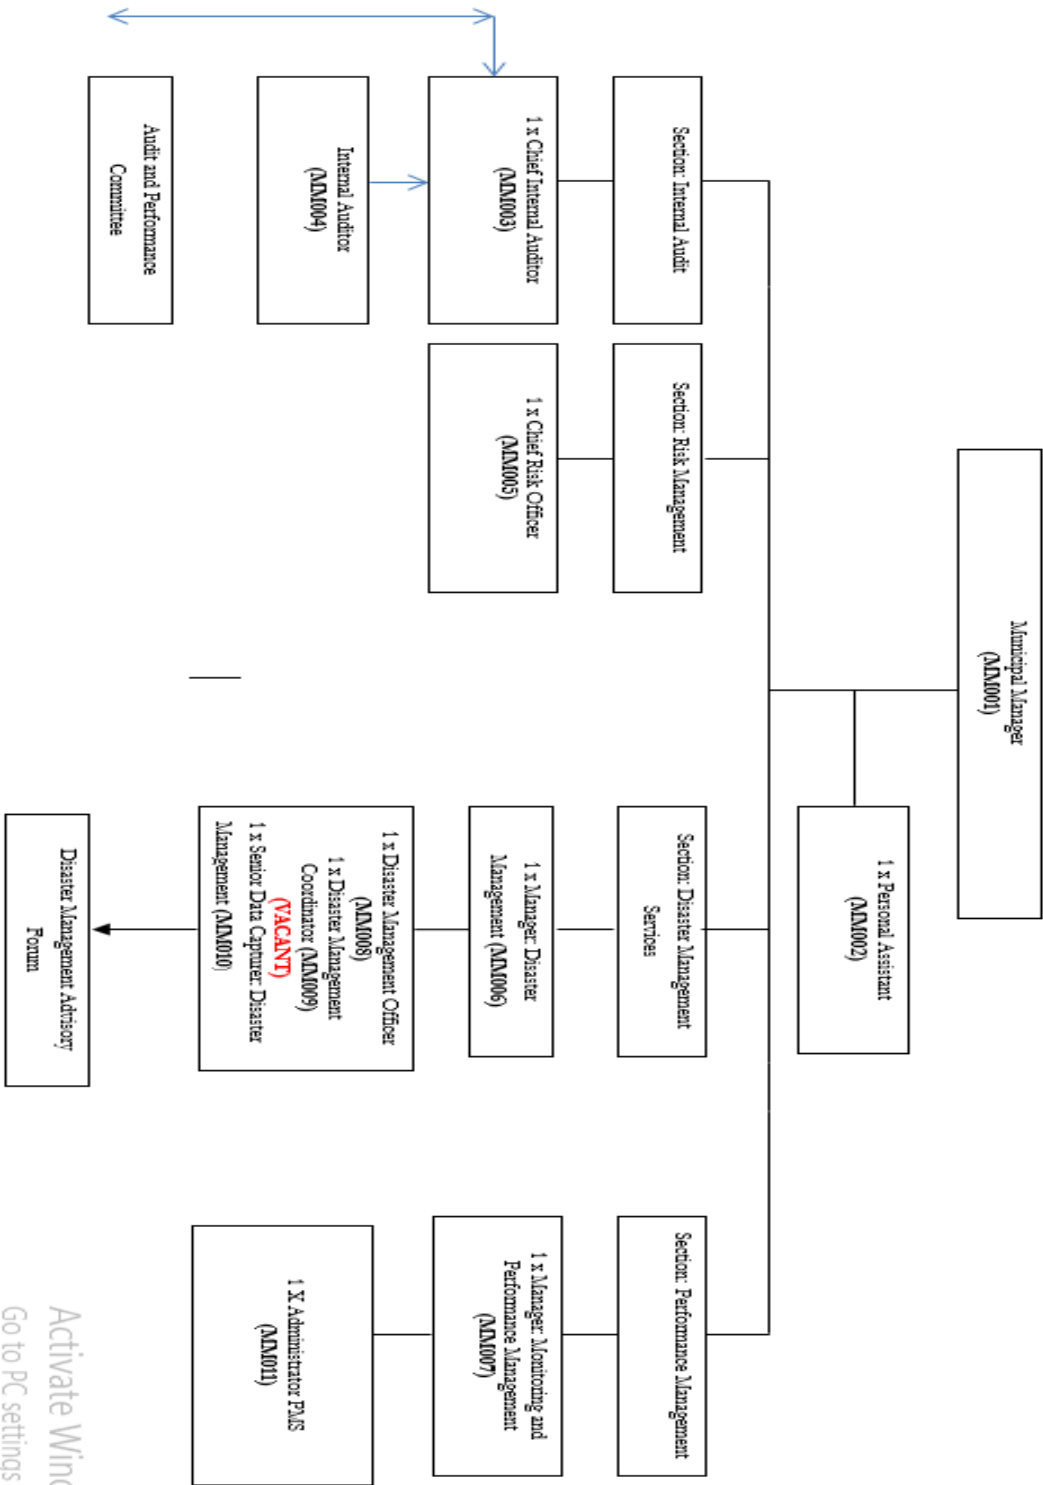 Municipal Manager
(MM001)
1 x Personal Assistant
(MM002)
Section: Internal Audit
Section: Risk Management
Section: Disaster Management
Services
Section: Performance Management
1 x Chief Internal Auditor
(MM003)
1 x Chief Risk Officer
(MM005)
1 x Manager: Disaster
Management (MM006)
1 x Manager: Monitoring and
Performance Management
(MM007)
Internal Auditor
(MM004)
1 x Disaster Management Officer
(MM008)
1 x Disaster Management
Coordinator (MM009)
(VACANT)
1 x Senior Data Capturer: Disaster
Management (MM010)
1 X Administrator PMS
(MM011)
Audit and Performance
Committee
Disaster Management Advisory
Forum
Activate Winc
Go to PC settings